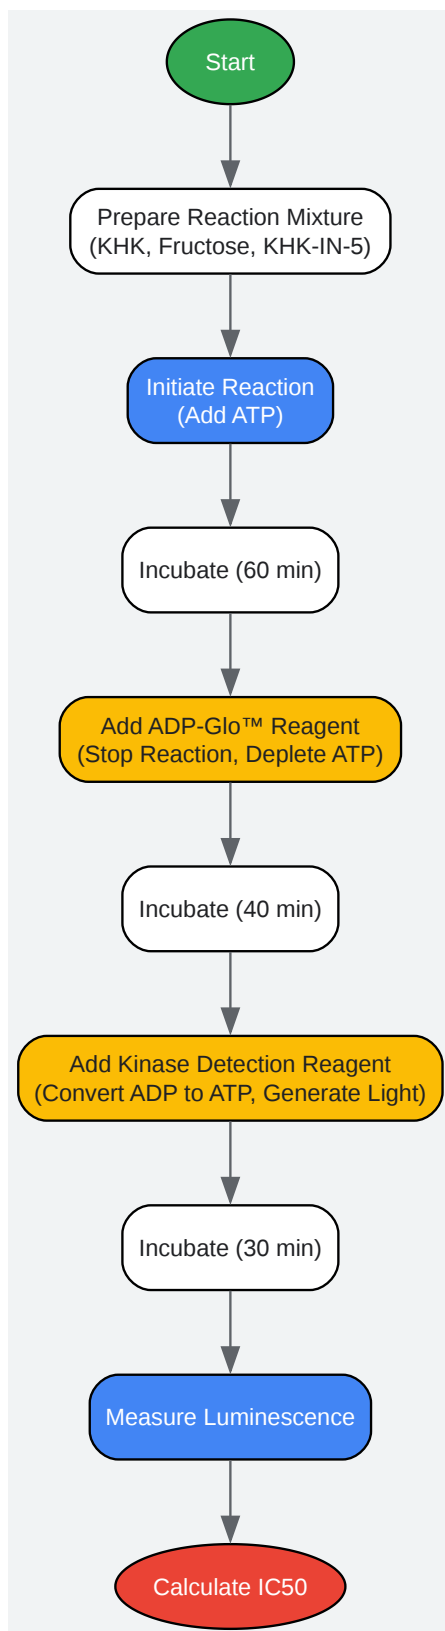 Start
Prepare Reaction Mixture
(KHK, Fructose, KHK-IN-5)
Initiate Reaction
(Add ATP)
Incubate (60 min)
Add ADP-Glo™ Reagent
(Stop Reaction, Deplete ATP)
Incubate (40 min)
Add Kinase Detection Reagent
(Convert ADP to ATP, Generate Light)
Incubate (30 min)
Measure Luminescence
Calculate IC50